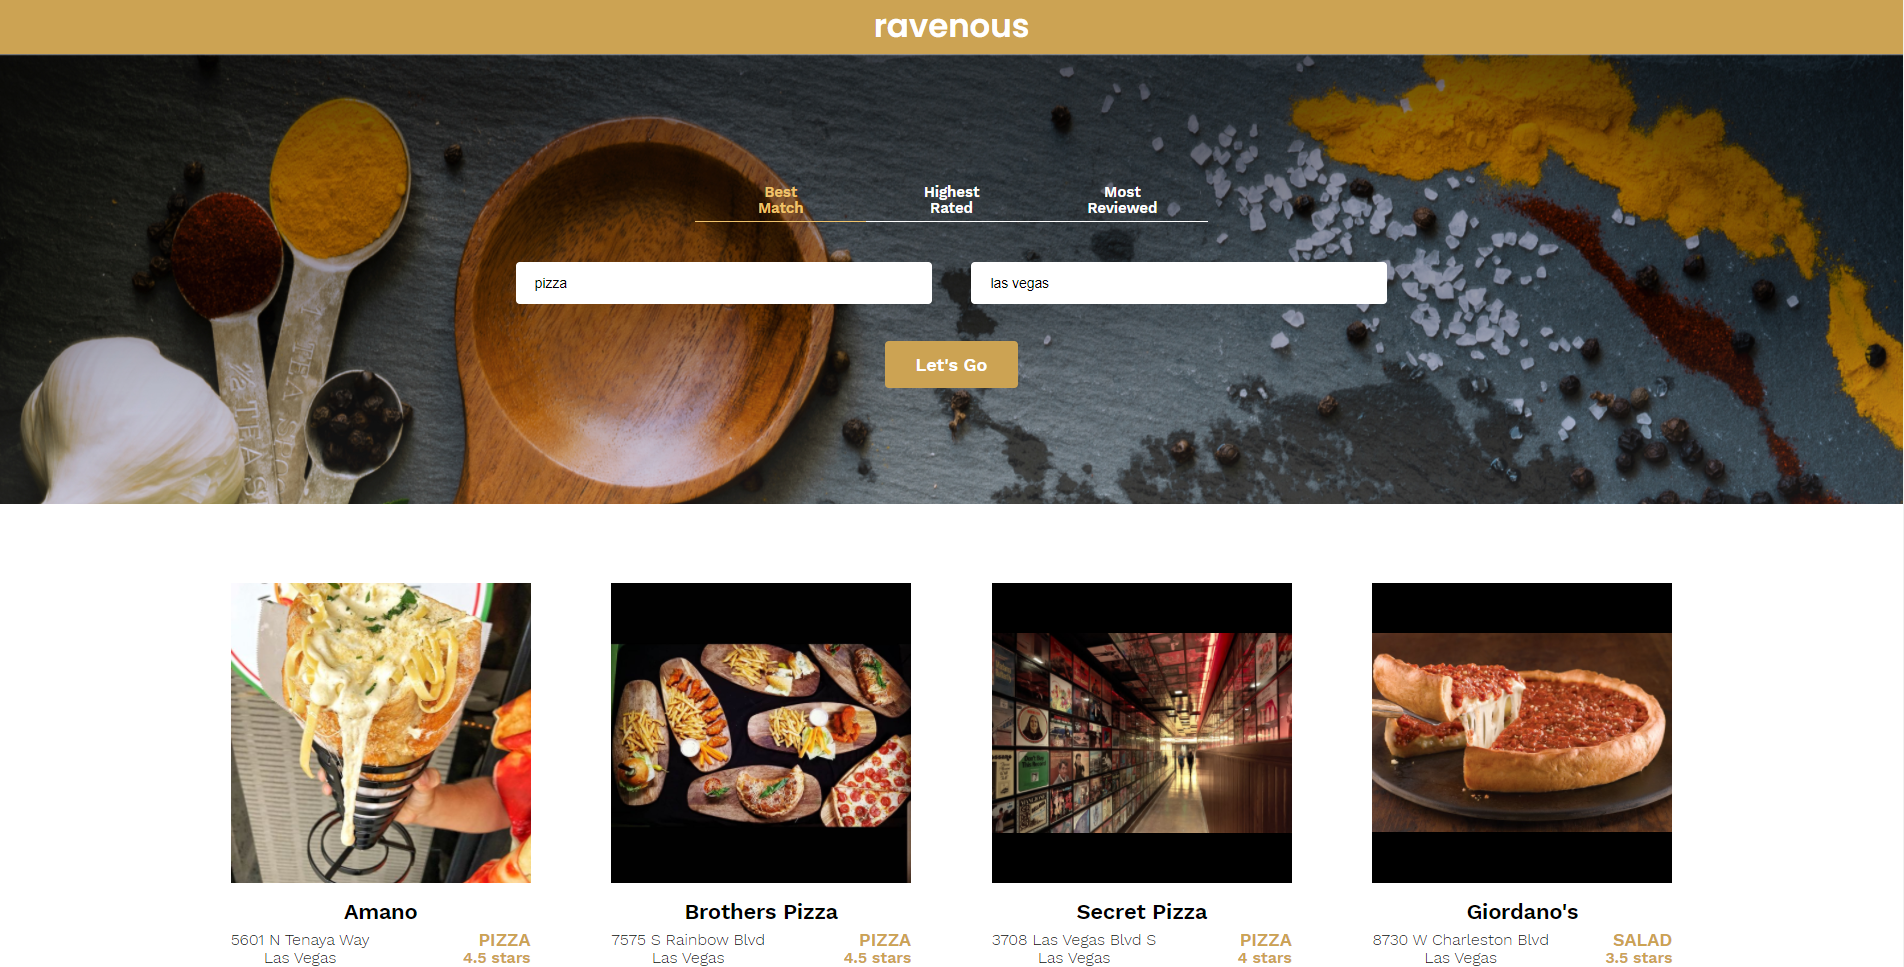 ravenous
Best
Match
Highest
Rated
Most
Reviewed
pizza
las vegas
Let's Go
Amano
5601 N Tenaya Way
Las Vegas
PIZZA
4.5 stars
Brothers Pizza
7575 S Rainbow Blvd
Las Vegas
PIZZA
4.5 stars
Secret Pizza
3708 Las Vegas Blvd S
Las Vegas
PIZZA
4 stars
Giordano's
8730 W Charleston Blvd
Las Vegas
SALAD
3.5 stars